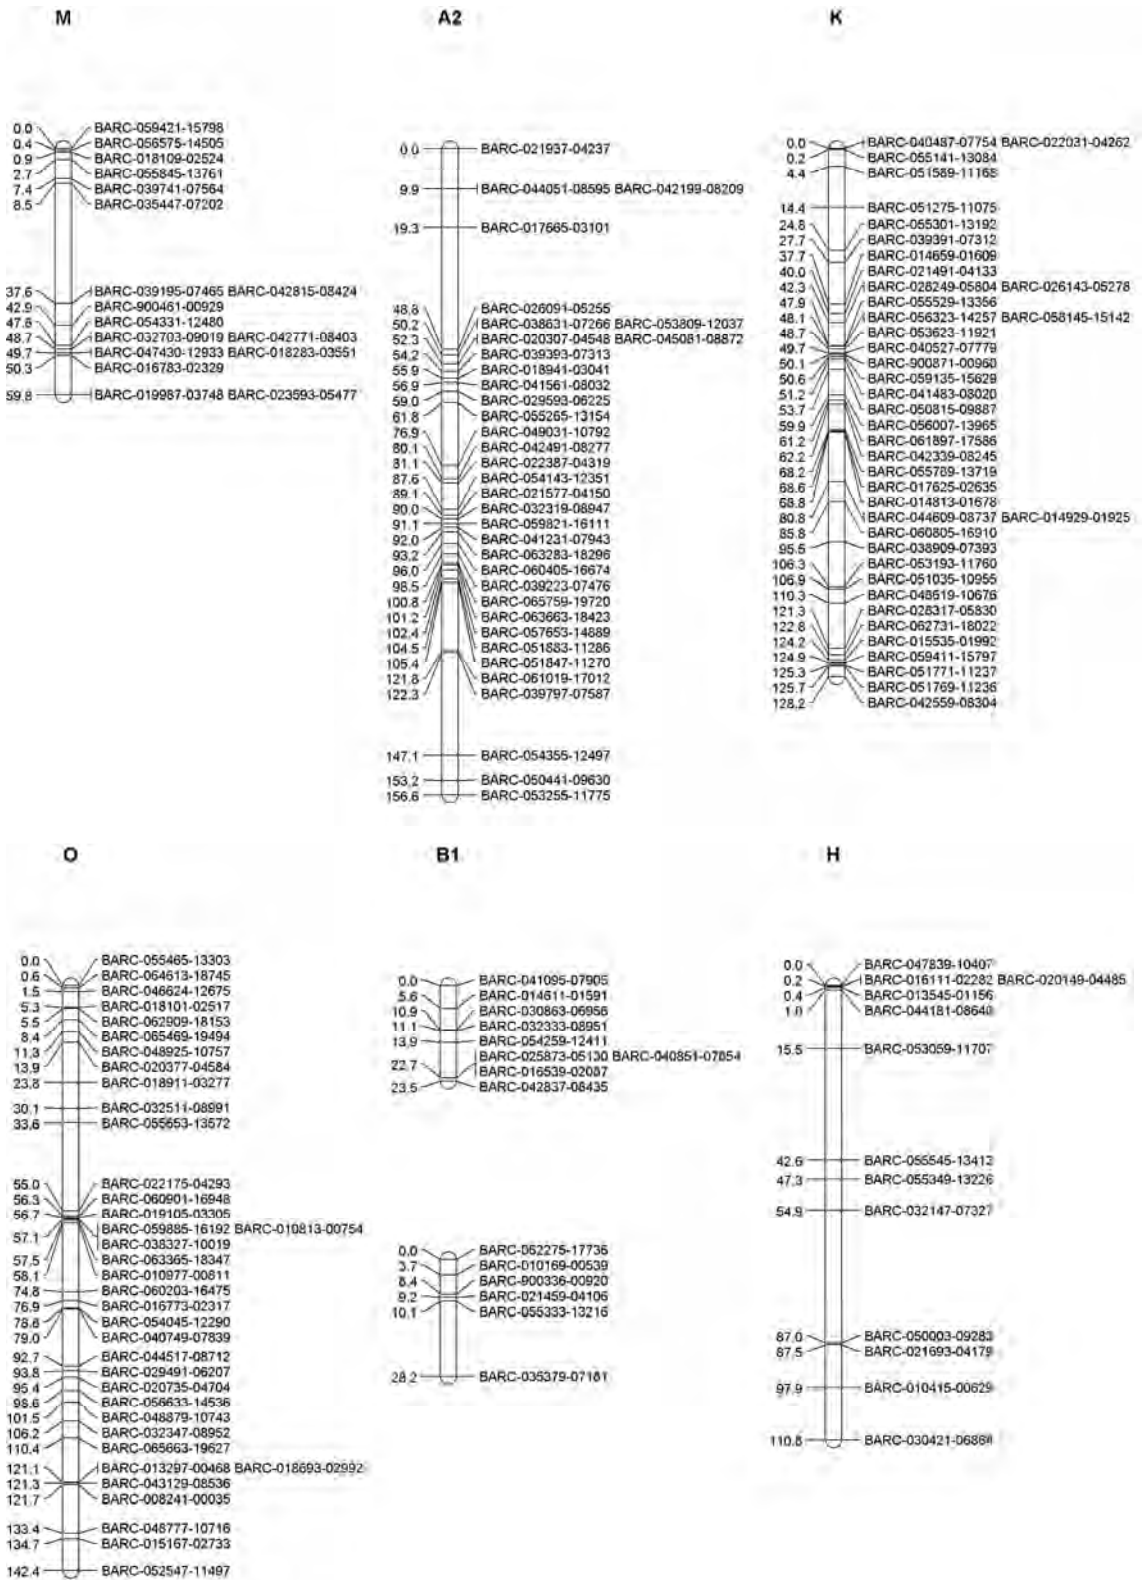 M
0.0 BARC-059421-15798
0.4 BARC-056575-14505
0.9 BARC-018109-02524
2.7 BARC-055845-13761
7.4 BARC-039741-07564
8.5 BARC-035447-07202
37.6 BARC-039195-07465 BARC-042815-08424
42.9 BARC-900461-00929
47.6 BARC-054331-12480
48.7 BARC-032703-09019 BARC-042771-08403
49.7 BARC-047430-12933 BARC-018283-03551
50.3 BARC-016783-02329
59.8 BARC-019987-03748 BARC-023593-05477
A2
0.0 BARC-021937-04237
9.9 BARC-044051-08595 BARC-042199-08209
19.3 BARC-017665-03101
48.8 BARC-026091-05255
50.2 BARC-038631-07266 BARC-053809-12037
52.3 BARC-020307-04548 BARC-045081-08872
54.2 BARC-039393-07313
55.9 BARC-018941-03041
56.9 BARC-041561-08032
59.0 BARC-029593-06225
61.8 BARC-055265-13154
76.9 BARC-049031-10792
80.1 BARC-042491-08277
81.1 BARC-022387-04319
87.6 BARC-054143-12351
89.1 BARC-021577-04150
90.0 BARC-032319-08947
91.1 BARC-059821-16111
92.0 BARC-041231-07943
93.2 BARC-063283-18296
96.0 BARC-060405-16674
98.5 BARC-039223-07476
100.8 BARC-065759-19720
101.2 BARC-063663-18423
102.4 BARC-057653-14889
104.5 BARC-051883-11286
105.4 BARC-051847-11270
121.8 BARC-061019-17012
122.3 BARC-039797-07587
147.1 BARC-054355-12497
153.2 BARC-050441-09630
156.6 BARC-053255-11775
K
0.0 BARC-040487-07754 BARC-022031-04262
0.2 BARC-055141-13084
4.4 BARC-051589-11168
14.4 BARC-051275-11075
24.8 BARC-055301-13192
27.7 BARC-039391-07312
37.7 BARC-014659-01609
40.0 BARC-021491-04133
42.3 BARC-028249-05804 BARC-026143-05278
47.9 BARC-055529-13356
48.1 BARC-056323-14257 BARC-058145-15142
48.7 BARC-053623-11921
49.7 BARC-040527-07779
50.1 BARC-900871-00960
50.6 BARC-059135-15629
51.2 BARC-041483-08020
53.7 BARC-050815-09887
59.9 BARC-056007-13965
61.2 BARC-061897-17586
62.2 BARC-042339-08245
68.2 BARC-055789-13719
68.6 BARC-017625-02635
68.8 BARC-014813-01678
80.8 BARC-044609-08737 BARC-014929-01925
85.8 BARC-060805-16910
95.5 BARC-038909-07393
106.3 BARC-053193-11760
106.9 BARC-051035-10955
110.3 BARC-048619-10676
121.3 BARC-028317-05830
122.8 BARC-062731-18022
124.2 BARC-015535-01992
124.9 BARC-059411-15797
125.3 BARC-051771-11237
125.7 BARC-051769-11236
128.2 BARC-042559-08304
O
0.0 BARC-055465-13303
0.6 BARC-064613-18745
1.5 BARC-046624-12675
5.3 BARC-018101-02517
5.5 BARC-062909-18153
8.4 BARC-065469-19494
11.3 BARC-048925-10757
13.9 BARC-020377-04584
23.8 BARC-018911-03277
30.1 BARC-032511-08991
33.6 BARC-055653-13572
55.0 BARC-022175-04293
56.3 BARC-060901-16948
56.7 BARC-019105-03305
57.1 BARC-059885-16192 BARC-010813-00754
BARC-038327-10019
57.5 BARC-063365-18347
58.1 BARC-010977-00811
74.8 BARC-060203-16475
76.9 BARC-016773-02317
78.8 BARC-054045-12290
79.0 BARC-040749-07839
92.7 BARC-044517-08712
93.8 BARC-029491-06207
95.4 BARC-020735-04704
98.6 BARC-056633-14536
101.5 BARC-048879-10743
106.2 BARC-032347-08952
110.4 BARC-065663-19627
121.1 BARC-013297-00468 BARC-018693-02992
121.3 BARC-043129-08536
121.7 BARC-008241-00035
133.4 BARC-048777-10716
134.7 BARC-015167-02733
142.4 BARC-052547-11497
B1
0.0 BARC-041095-07905
5.6 BARC-014611-01591
10.9 BARC-030863-06956
11.1 BARC-032333-08951
13.9 BARC-054259-12411
BARC-025873-05130 BARC-040851-07854
22.7 BARC-016539-02087
23.5 BARC-042837-08435
0.0 BARC-062275-17736
3.7 BARC-010169-00539
8.4 BARC-900336-00920
9.2 BARC-021459-04106
10.1 BARC-055333-13216
28.2 BARC-035379-07181
H
0.0 BARC-047839-10407
0.2 BARC-016111-02282 BARC-020149-04485
0.4 BARC-013545-01156
1.0 BARC-044181-08640
15.5 BARC-053059-11707
42.6 BARC-055545-13412
47.3 BARC-055349-13226
54.9 BARC-032147-07327
87.0 BARC-050003-09283
87.5 BARC-021693-04179
97.9 BARC-010415-00629
110.8 BARC-030421-06864